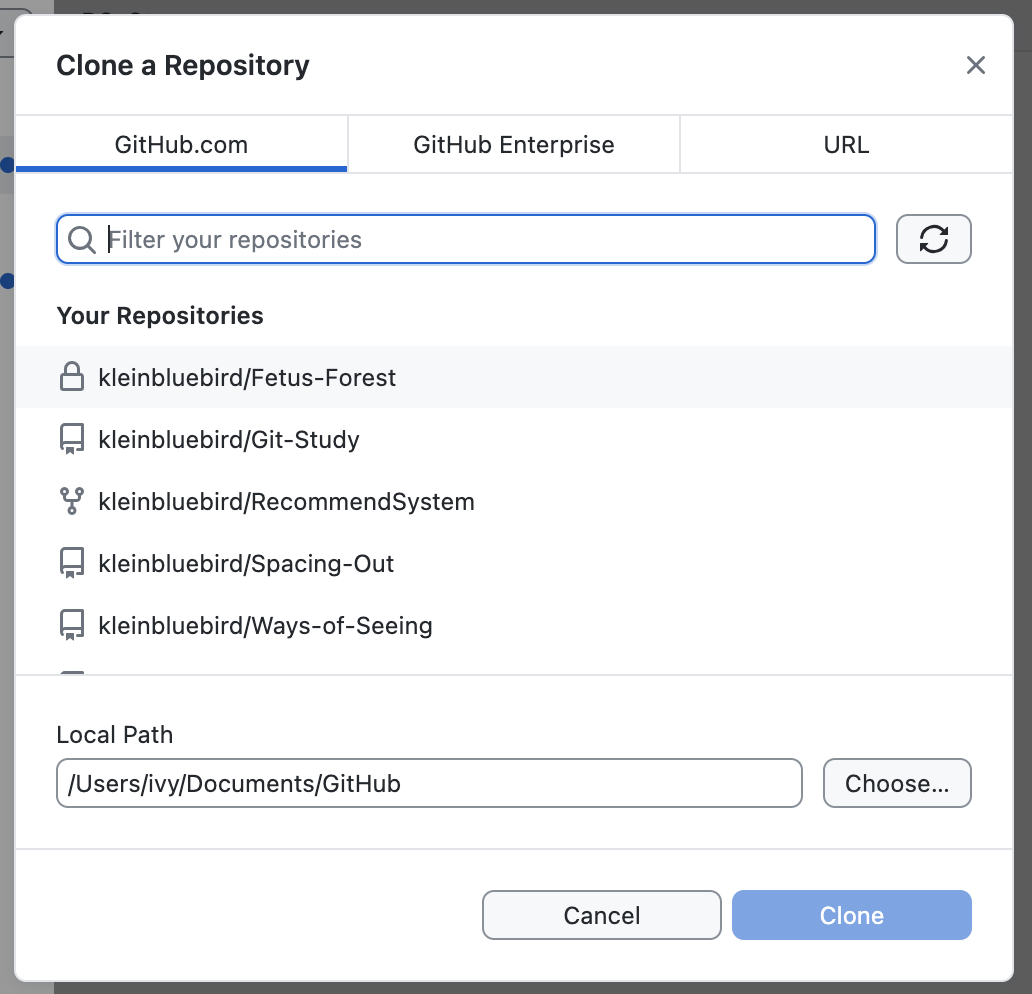 Clone a Repository
GitHub.com
GitHub Enterprise
URL
Filter your repositories
Your Repositories
kleinbluebird/Fetus-Forest
kleinbluebird/Git-Study
kleinbluebird/RecommendSystem
kleinbluebird/Spacing-Out
kleinbluebird/Ways-of-Seeing
Local Path
/Users/ivy/Documents/GitHub
Choose...
Cancel
Clone